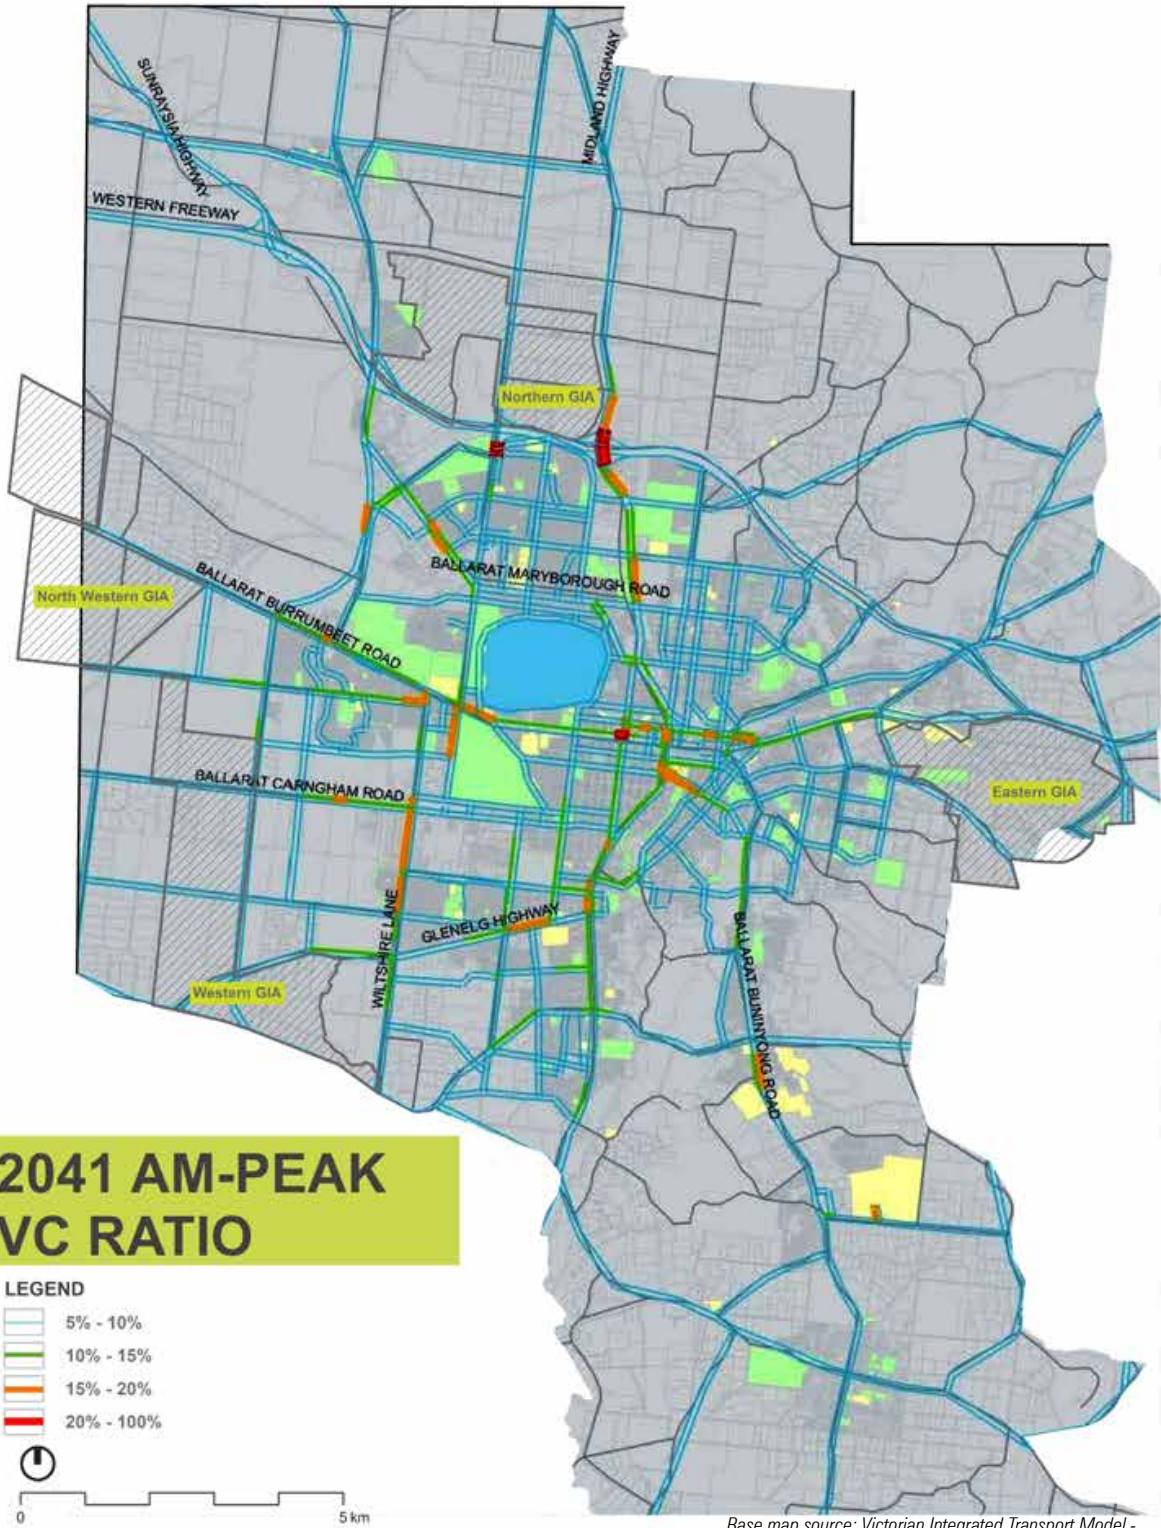 SUNRAYSIA HIGHWAY
MIDLAND HIGHWAY
WESTERN FREEWAY
Northern GIA
BALLARAT MARYBOROUGH ROAD
North Western GIA
BALLARAT BURRUMBEET ROAD
BALLARAT CARNGHAM ROAD
Eastern GIA
WILTSHIRE LANE
GLENELG HIGHWAY
BALLARAT BUNINYONG ROAD
Western GIA
2041 AM-PEAK
VC RATIO
LEGEND
5% - 10%
10% - 15%
15% - 20%
20% - 100%
0 5 km
Base map source: Victorian Integrated Transport Model -